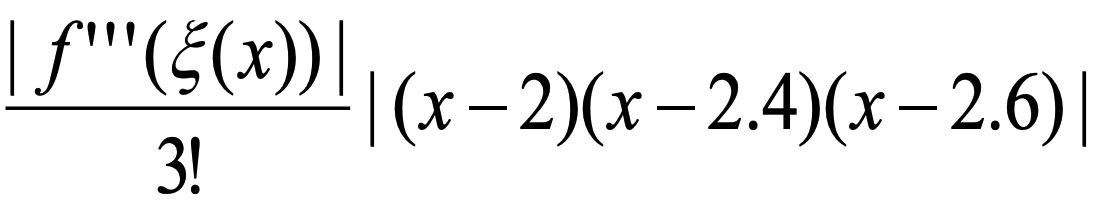 | f'''(ξ(x)) | / 3! | (x − 2)(x − 2.4)(x − 2.6) |